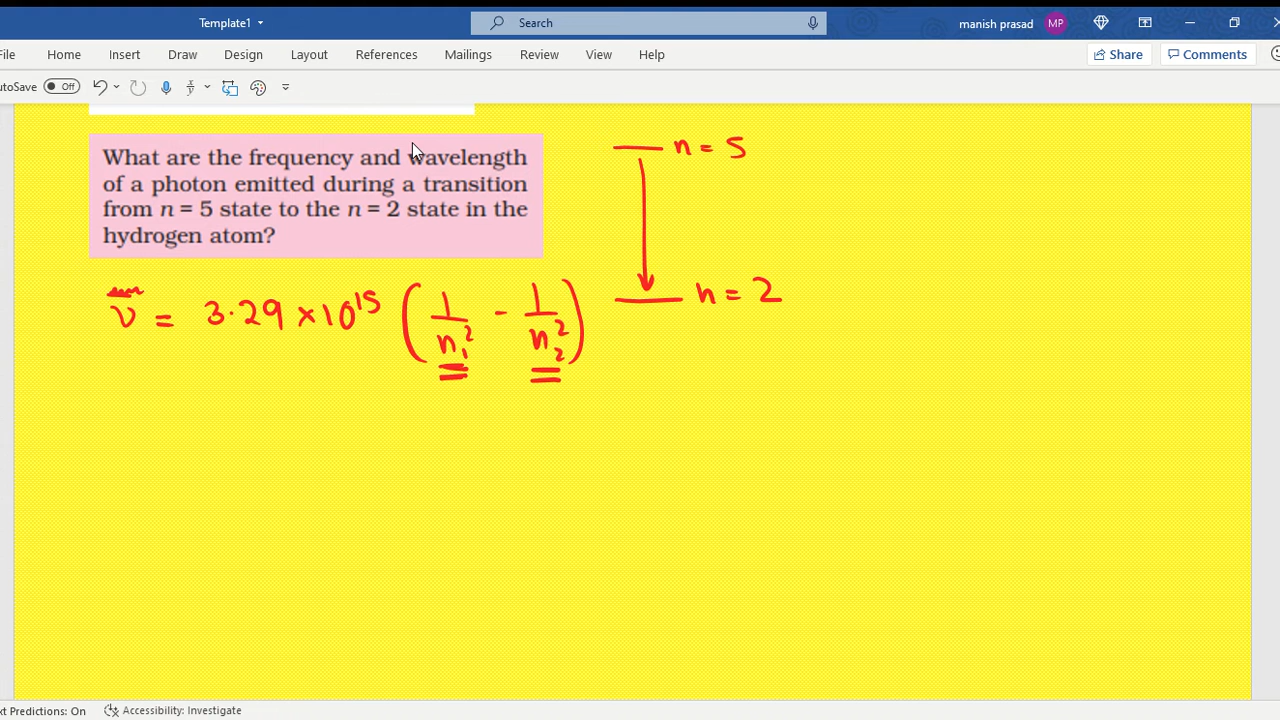 Template1
Search
manish prasad MP
File Home Insert Draw Design Layout References Mailings Review View Help Share Comments
AutoSave Off
What are the frequency and wavelength
of a photon emitted during a transition
from n = 5 state to the n = 2 state in the
hydrogen atom?
n = 5
n = 2
ν = 3.29 × 10¹⁵ (1/n₁² - 1/n₂²)
Text Predictions: On Accessibility: Investigate